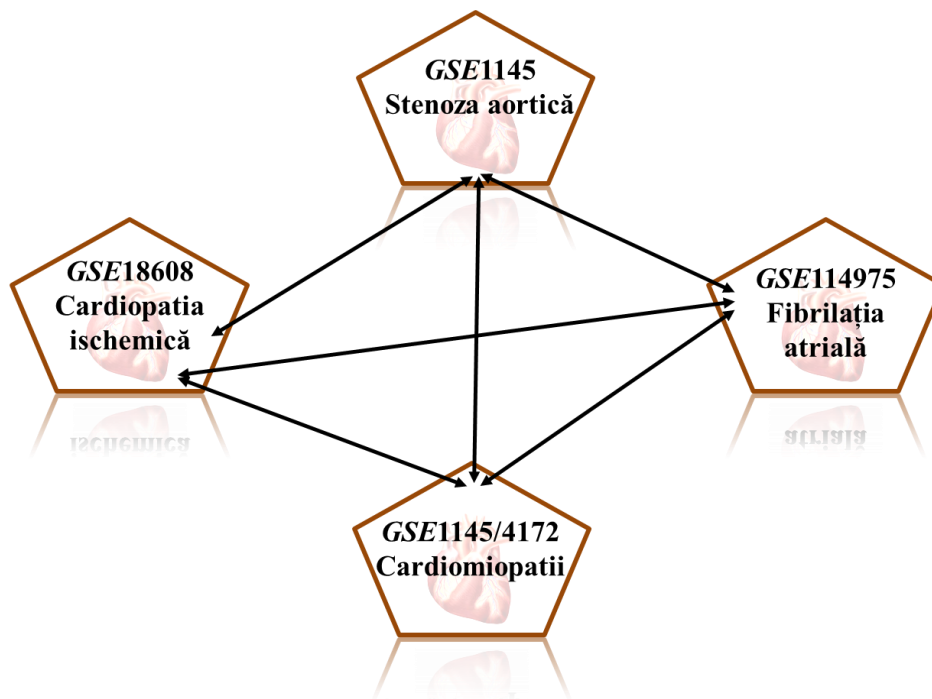 GSE1145
Stenoza aortică
GSE18608
Cardiopatia
ischemică
GSE114975
Fibrilația
atrială
GSE1145/4172
Cardiomiopatii